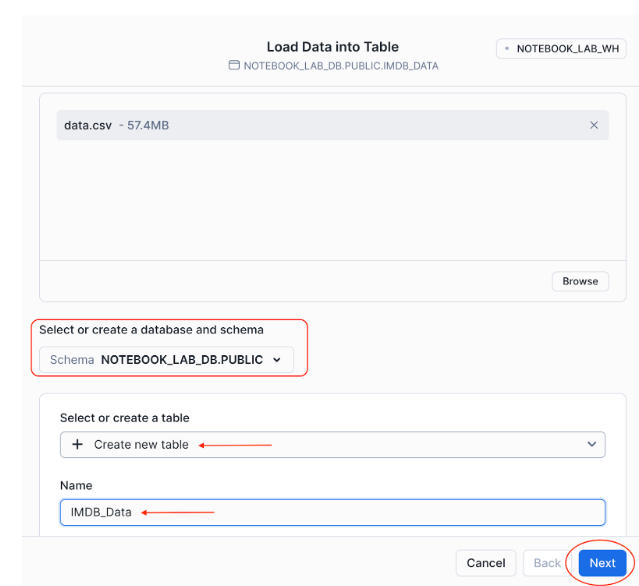 Load Data into Table
NOTEBOOK_LAB_WH
NOTEBOOK_LAB_DB.PUBLIC.IMDB_DATA
data.csv - 57.4MB
Browse
Select or create a database and schema
Schema NOTEBOOK_LAB_DB.PUBLIC
Select or create a table
+ Create new table
Name
IMDB_Data
Cancel Back Next